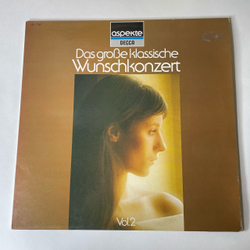 aspekte
DECCA
Das große klassische
Wunschkonzert
Vol. 2